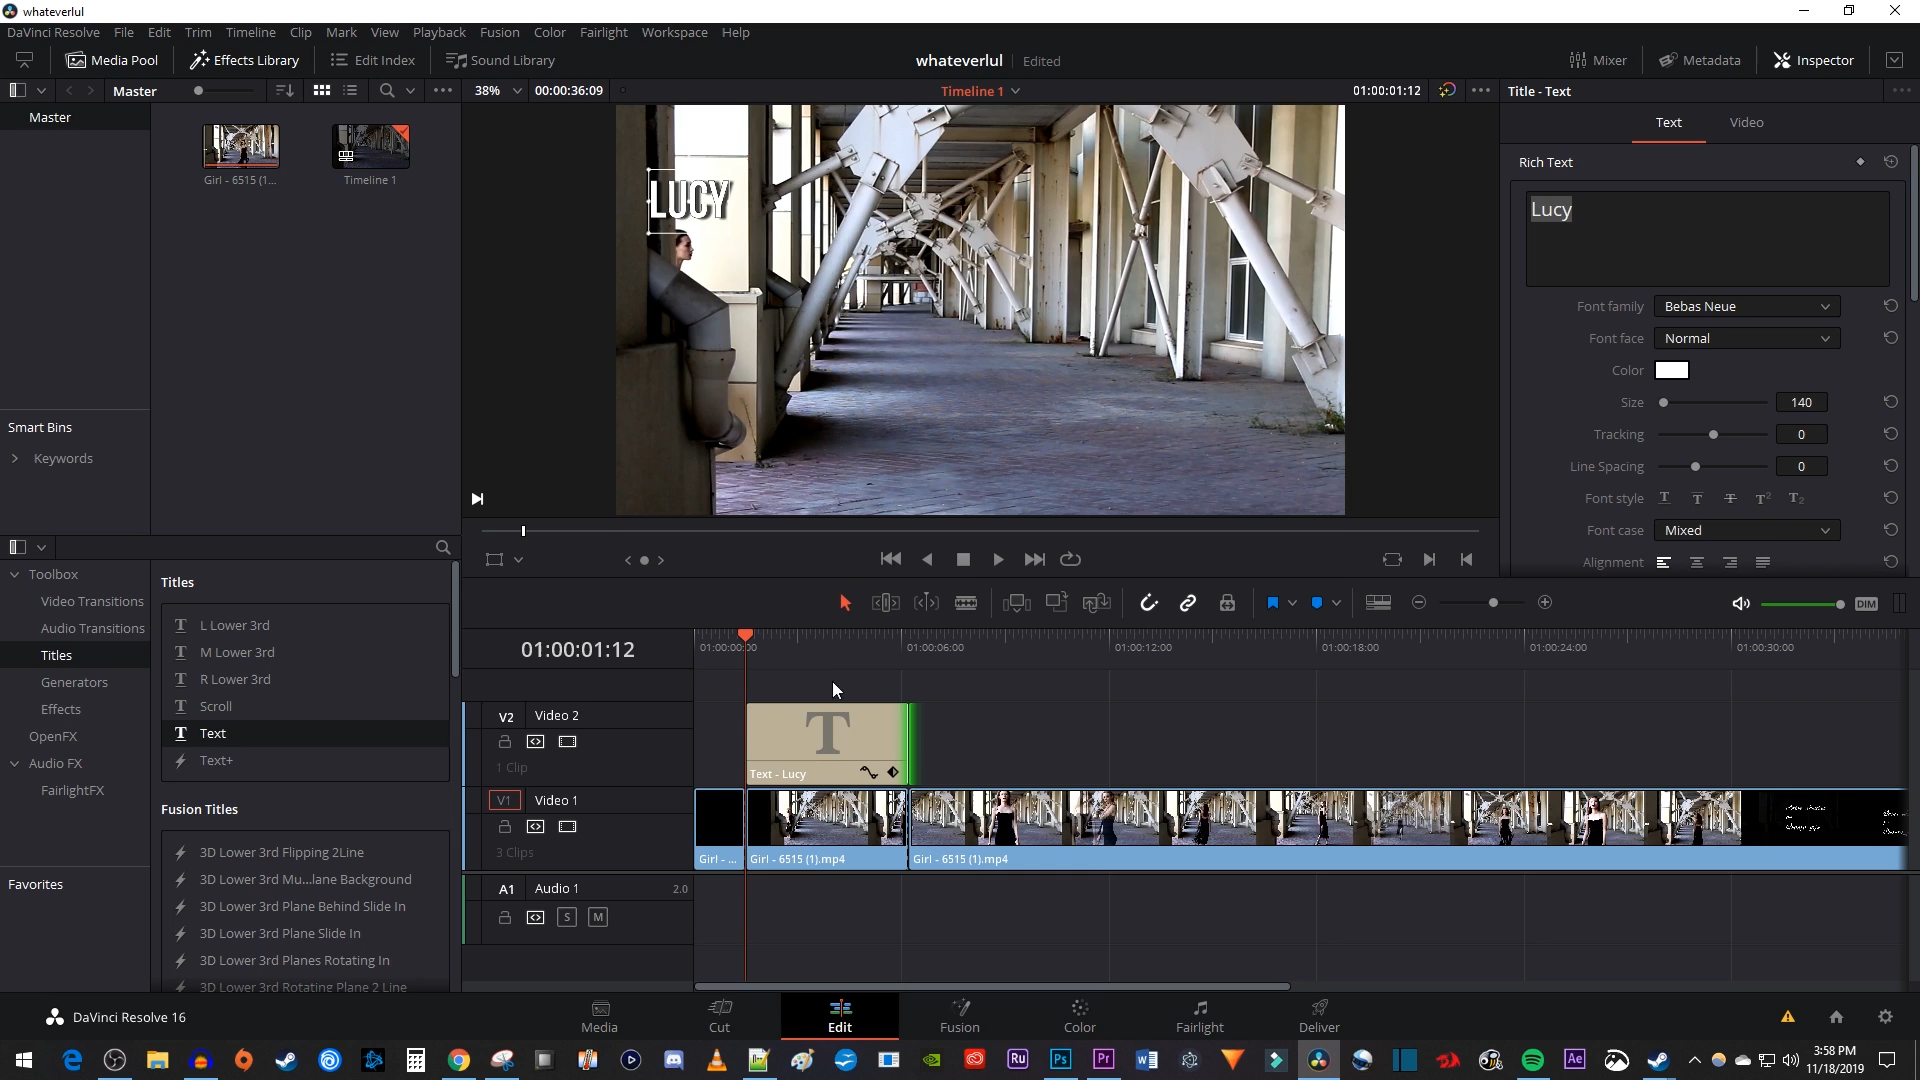 whateverlul
DaVinci Resolve File Edit Trim Timeline Clip Mark View Playback Fusion Color Fairlight Workspace Help
Media Pool Effects Library Edit Index Sound Library whateverlul Edited Mixer Metadata Inspector
Master 38% 00:00:36:09 Timeline 1 01:00:01:12 Title - Text
Master
Girl - 6515 (1... Timeline 1
Smart Bins
Keywords
LUCY
Text Video
Rich Text
Lucy
Font family Bebas Neue
Font face Normal
Color
Size 140
Tracking 0
Line Spacing 0
Font style T T T T2 T2
Font case Mixed
Alignment
Toolbox
Video Transitions
Audio Transitions
Titles
Generators
Effects
OpenFX
Audio FX
FairlightFX
Favorites
Titles
T L Lower 3rd
T M Lower 3rd
T R Lower 3rd
T Scroll
T Text
Text+
Fusion Titles
3D Lower 3rd Flipping 2Line
3D Lower 3rd Mu...lane Background
3D Lower 3rd Plane Behind Slide In
3D Lower 3rd Plane Slide In
3D Lower 3rd Planes Rotating In
3D Lower 3rd Rotating Plane 2 Line
DIM
01:00:01:12 01:00:00:00 01:00:06:00 01:00:12:00 01:00:18:00 01:00:24:00 01:00:30:00
V2 Video 2
1 Clip
T
Text - Lucy
V1 Video 1
3 Clips
Girl - ... Girl - 6515 (1).mp4 Girl - 6515 (1).mp4
A1 Audio 1 2.0
S M
DaVinci Resolve 16
Media Cut Edit Fusion Color Fairlight Deliver
Ru Ps Pr W Ae
3:58 PM
11/18/2019